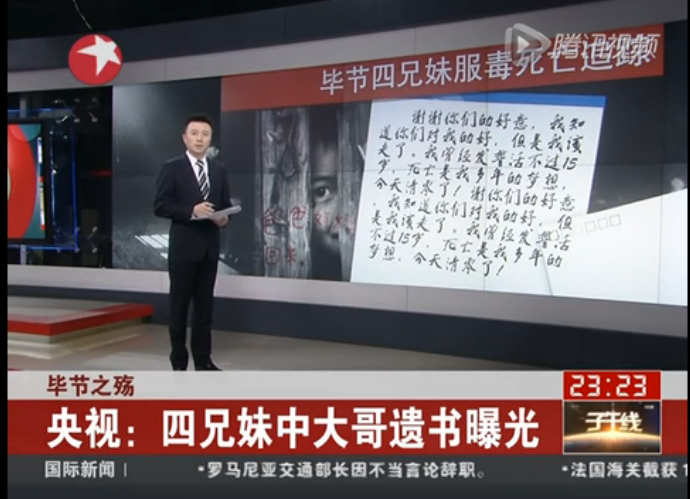 腾讯视频
毕节四兄妹服毒死亡追踪
谢谢你们的好意，我知
道你们对我的好，但是我该
走了。我曾经发誓活不过15
岁，死亡是我多年的梦想，
今天清零了！谢你们的好意
，我知道你们对我的好，但
是我该走了。我曾经发誓活
不过15岁，死亡是我多年的
梦想，今天清零了！
爸爸
回来
毕节之殇
23:23
央视：四兄妹中大哥遗书曝光
子午线
国际新闻
·罗马尼亚交通部长因不当言论辞职。
·法国海关截获1